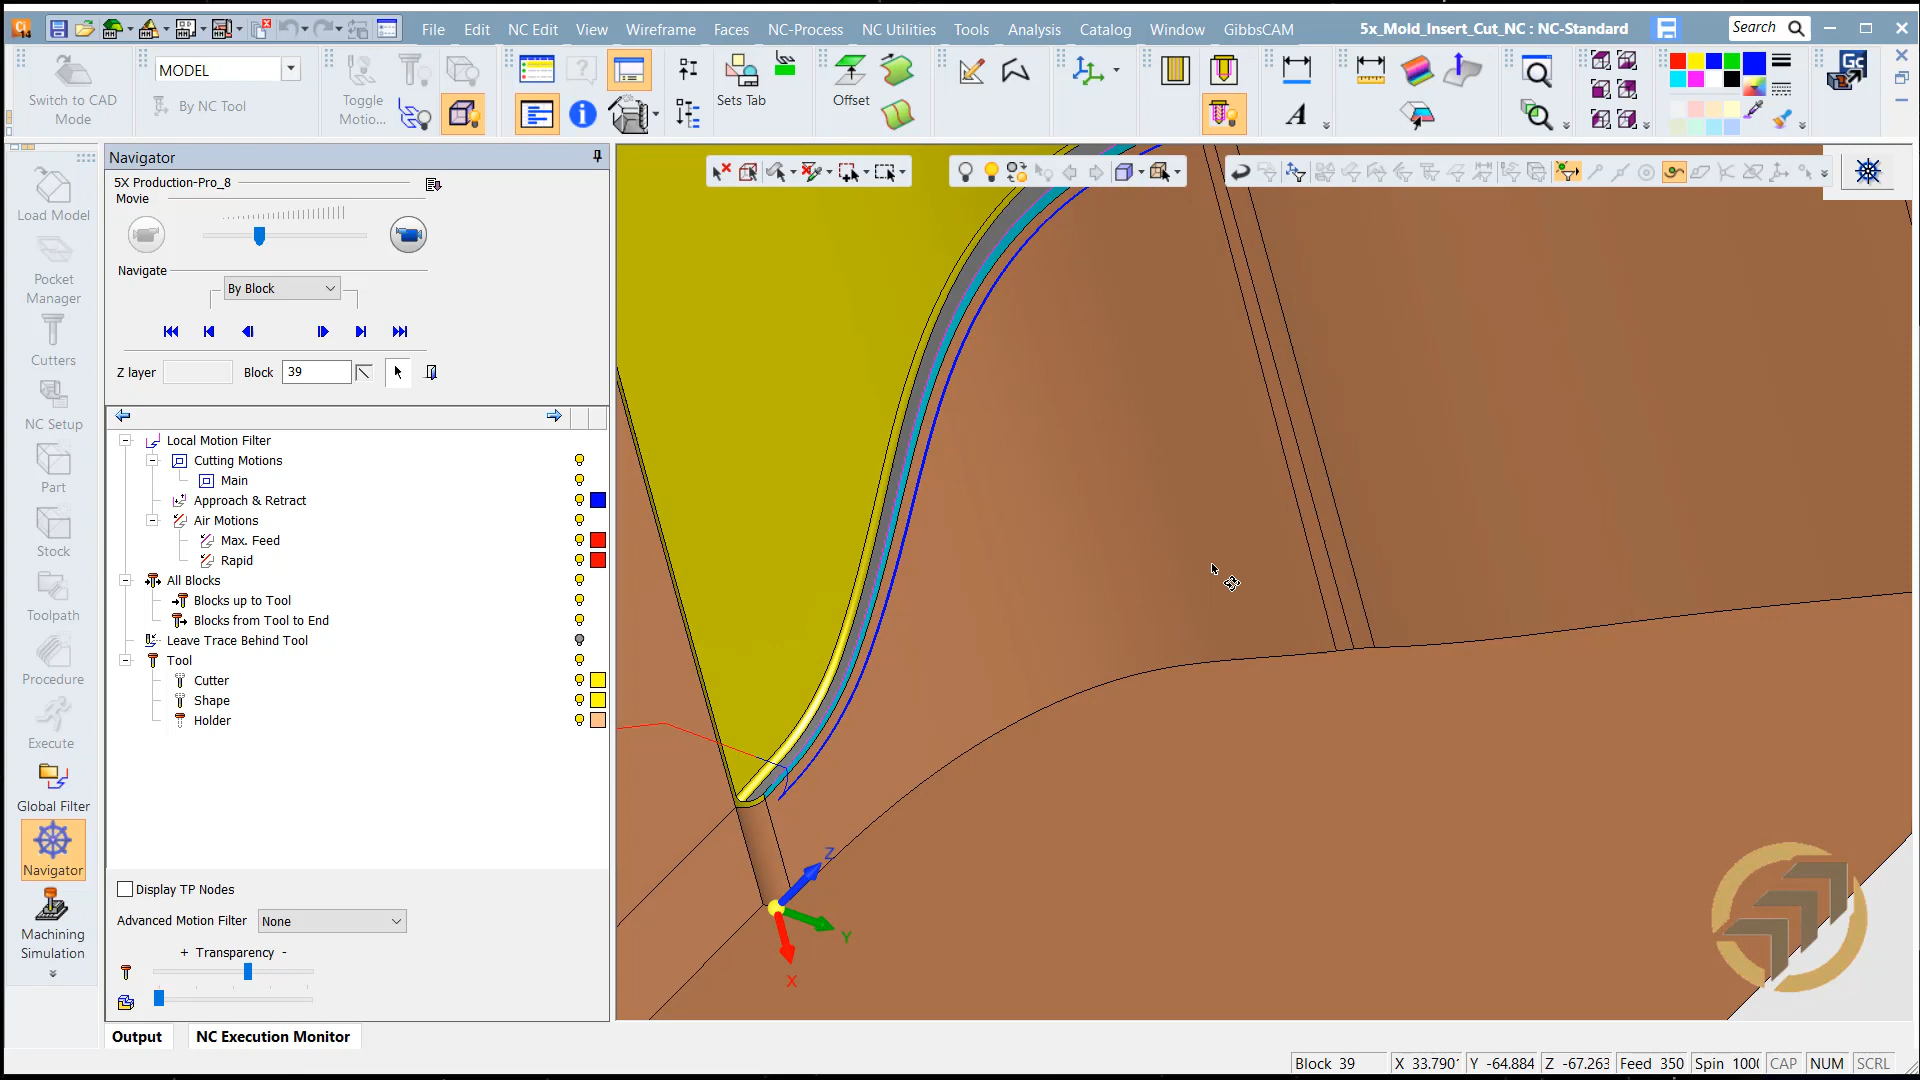 File Edit NC Edit View Wireframe Faces NC-Process NC Utilities Tools Analysis Catalog Window GibbsCAM
5x_Mold_Insert_Cut_NC : NC-Standard
Search
Switch to CAD
Mode
MODEL
By NC Tool
Toggle
Motio...
Sets Tab
Offset
A
Gc
Navigator
5X Production-Pro_8
Movie
Navigate
By Block
Z layer
Block
39
Load Model
Pocket
Manager
Cutters
NC Setup
Part
Stock
Toolpath
Procedure
Execute
Global Filter
Navigator
Machining
Simulation
Local Motion Filter
Cutting Motions
Main
Approach & Retract
Air Motions
Max. Feed
Rapid
All Blocks
Blocks up to Tool
Blocks from Tool to End
Leave Trace Behind Tool
Tool
Cutter
Shape
Holder
Display TP Nodes
Advanced Motion Filter
None
+ Transparency -
Z
Y
X
Output
NC Execution Monitor
Block 39
X 33.790
Y -64.884
Z -67.263
Feed 350
Spin 1000
CAP
NUM
SCRL